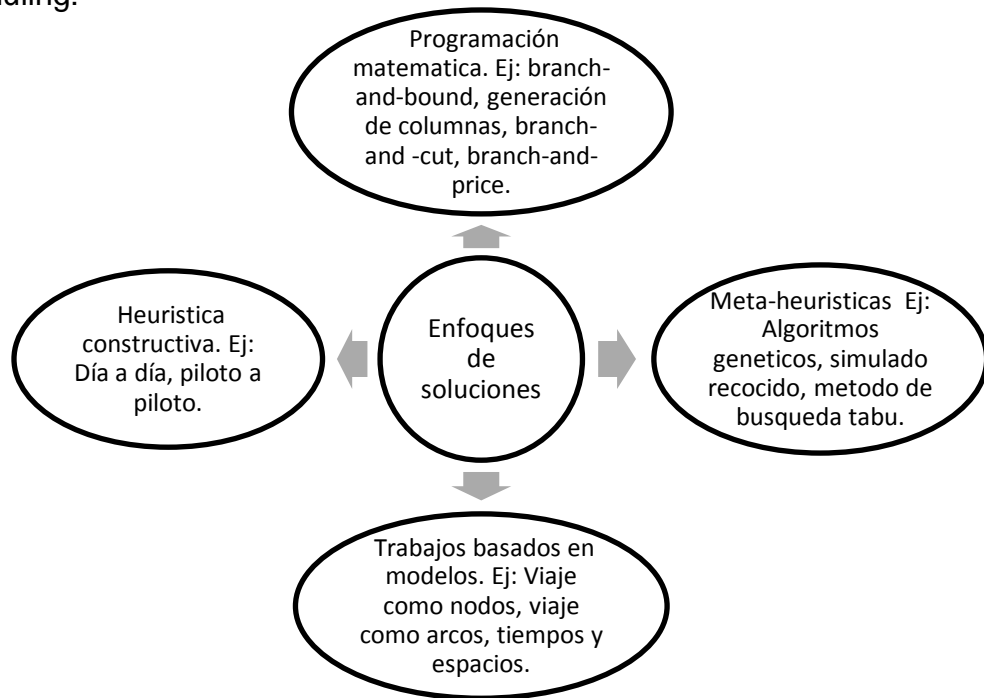 Programación
matematica. Ej: branch-
and-bound, generación
de columnas, branch-
and -cut, branch-and-
price.
Heuristica
constructiva. Ej:
Día a día, piloto a
piloto.
Enfoques
de
soluciones
Meta-heuristicas Ej:
Algoritmos
geneticos, simulado
recocido, metodo de
busqueda tabu.
Trabajos basados en
modelos. Ej: Viaje
como nodos, viaje
como arcos, tiempos y
espacios.